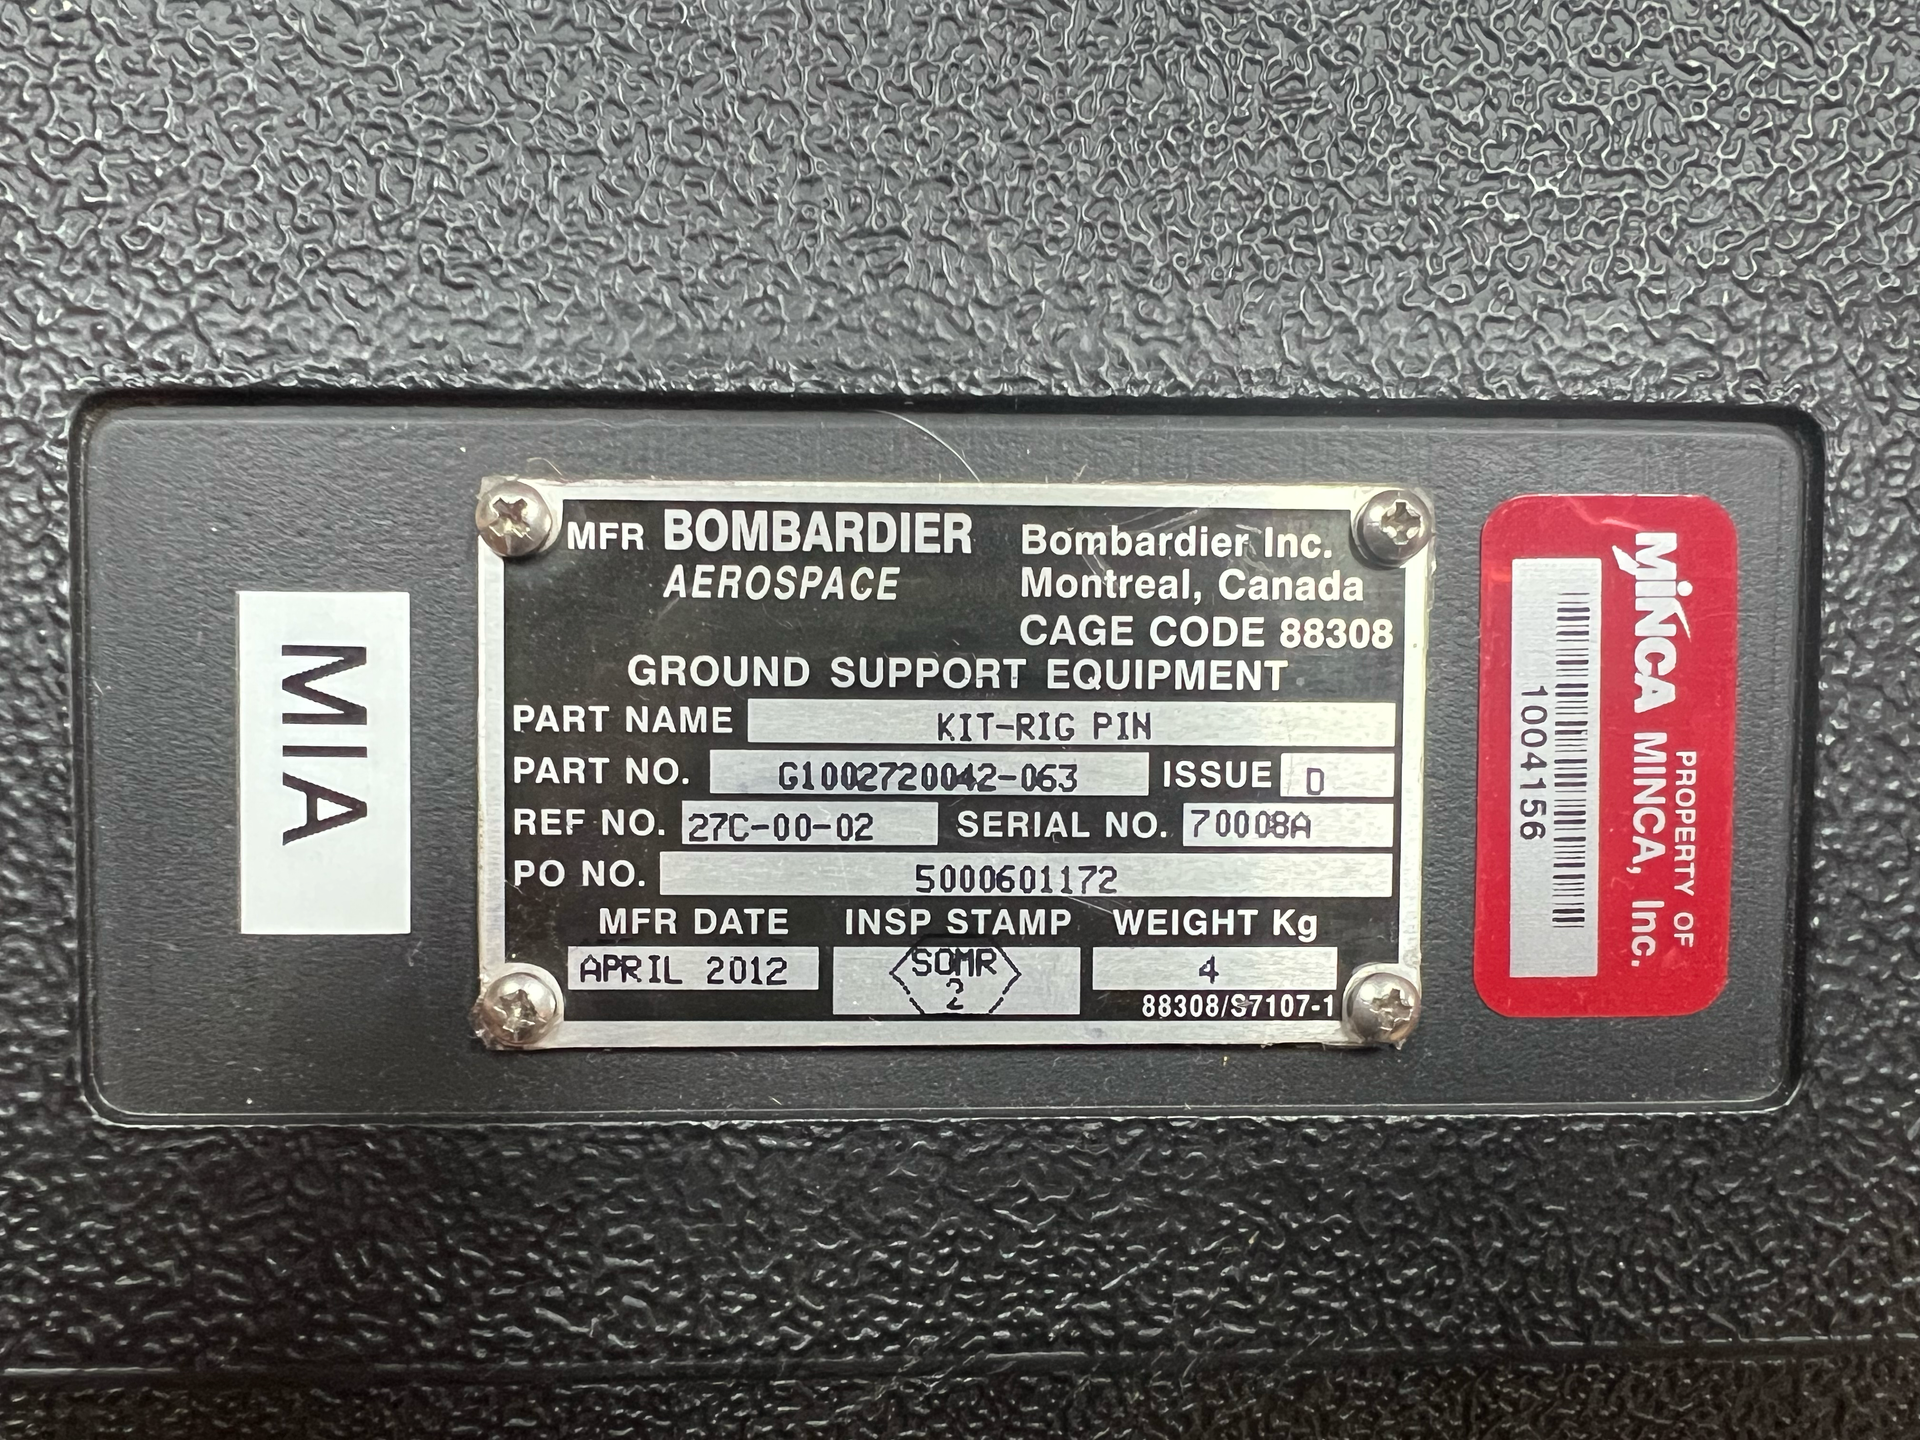 MIA
MFR BOMBARDIER
AEROSPACE
Bombardier Inc.
Montreal, Canada
CAGE CODE 88308
GROUND SUPPORT EQUIPMENT
PART NAME KIT-RIG PIN
PART NO. G1002720042-063 ISSUE D
REF NO. 27C-00-02 SERIAL NO. 70008A
PO NO. 5000601172
MFR DATE INSP STAMP WEIGHT Kg
APRIL 2012 SOMR 2 4
88308/S7107-1
PROPERTY OF
MINCA MINCA, Inc.
1004156